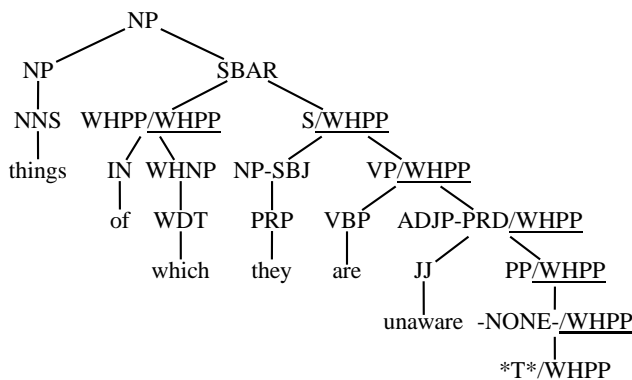 NP
NP SBAR
NNS WHPP/WHPP S/WHPP
things IN WHNP NP-SBJ VP/WHPP
of WDT PRP VBP ADJP-PRD/WHPP
which they are JJ PP/WHPP
unaware -NONE-/WHPP
*T*/WHPP